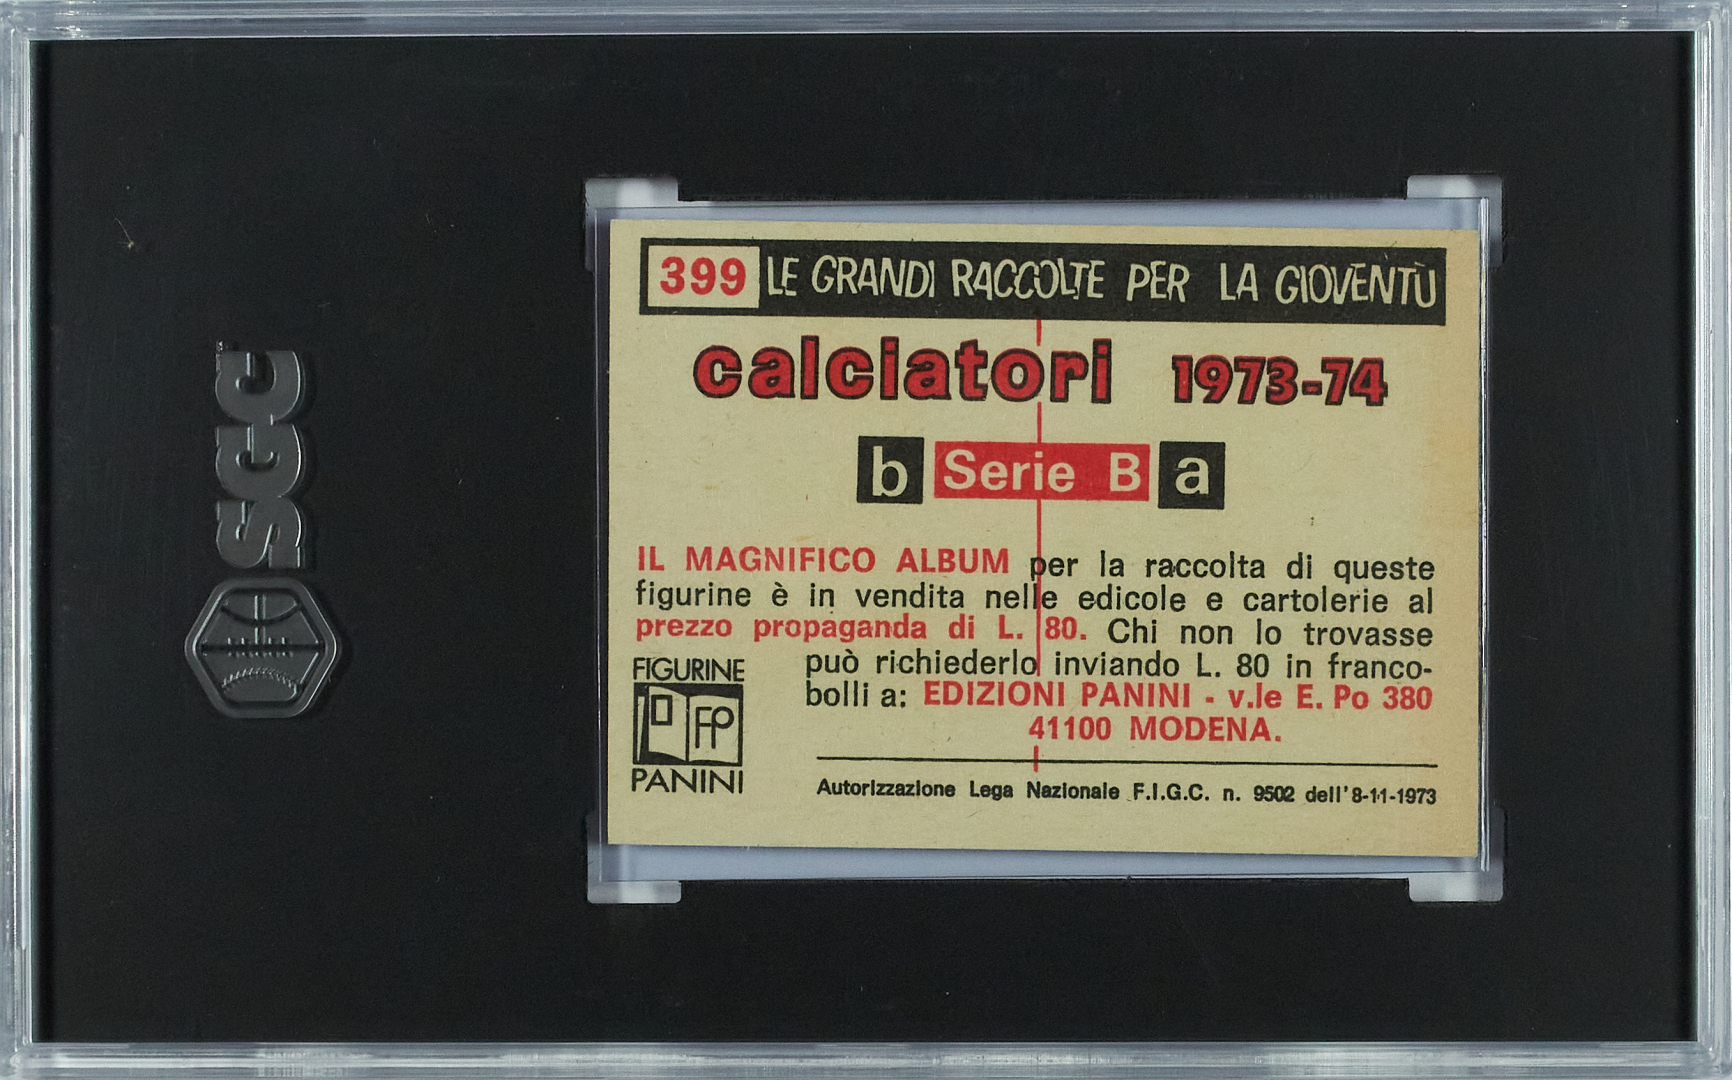 SGC
399 LE GRANDI RACCOLTE PER LA GIOVENTÙ
calciatori 1973-74
b Serie B a
IL MAGNIFICO ALBUM per la raccolta di queste
figurine è in vendita nelle edicole e cartolerie al
prezzo propaganda di L. 80. Chi non lo trovasse
può richiederlo inviando L. 80 in franco-
bolli a: EDIZIONI PANINI - v.le E. Po 380
41100 MODENA.
FIGURINE
FP
PANINI
Autorizzazione Lega Nazionale F.I.G.C. n. 9502 dell'8-11-1973